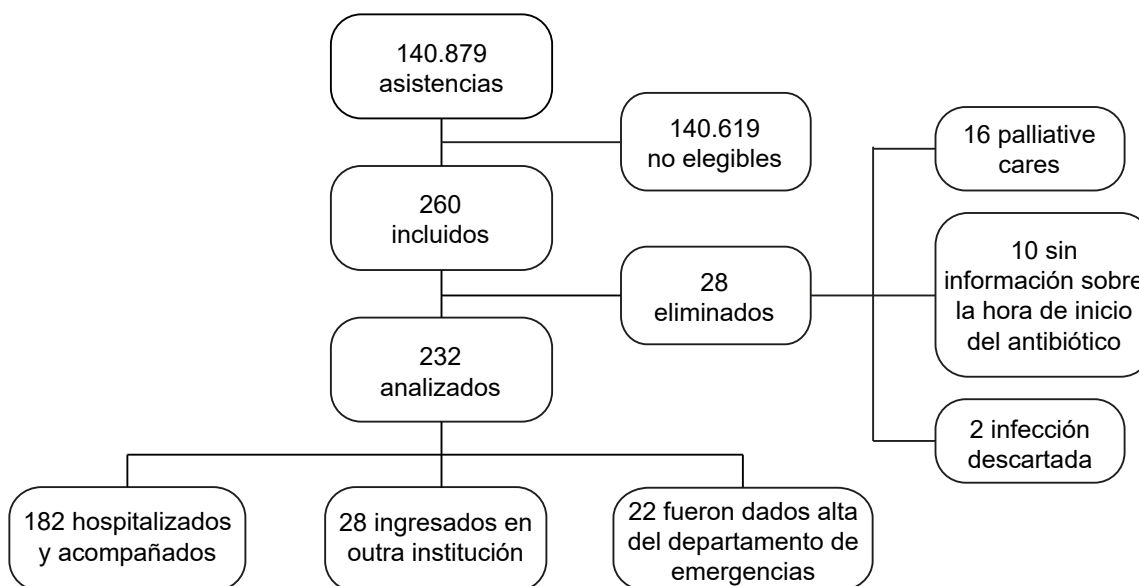 140.879
asistencias
140.619
no elegibles
16 palliative
cares
260
incluidos
10 sin
información sobre
la hora de inicio
del antibiótico
28
eliminados
232
analizados
2 infección
descartada
182 hospitalizados
y acompañados
28 ingresados en
outra institución
22 fueron dados alta
del departamento de
emergencias